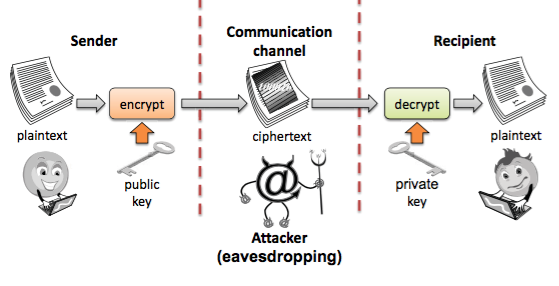 Sender
Communication
channel
Recipient
encrypt
decrypt
plaintext
ciphertext
plaintext
public
key
private
key
@
Attacker
(eavesdropping)